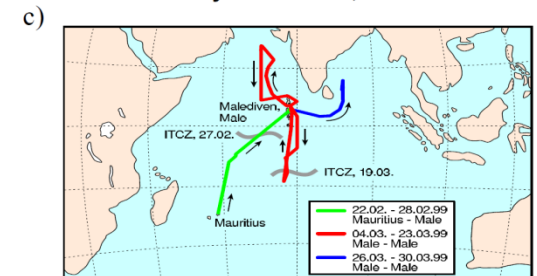 c)
Malediven,
Male
ITCZ, 27.02.
ITCZ, 19.03.
Mauritius
22.02. - 28.02.99
Mauritius - Male
04.03. - 23.03.99
Male - Male
26.03. - 30.03.99
Male - Male